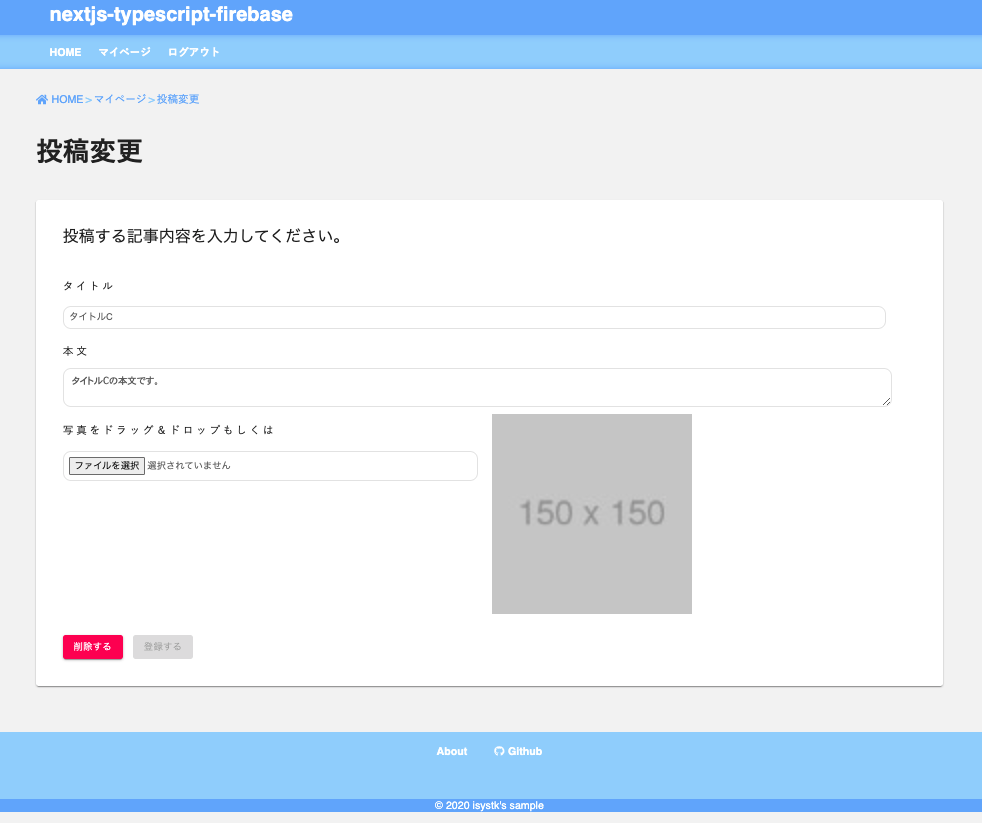 nextjs-typescript-firebase
HOME マイページ ログアウト
HOME > マイページ > 投稿変更
投稿変更
投稿する記事内容を入力してください。
タイトル
タイトルC
本文
タイトルCの本文です。
写真をドラッグ＆ドロップもしくは
ファイルを選択 選択されていません
150 x 150
削除する 登録する
About Github
© 2020 isystk's sample